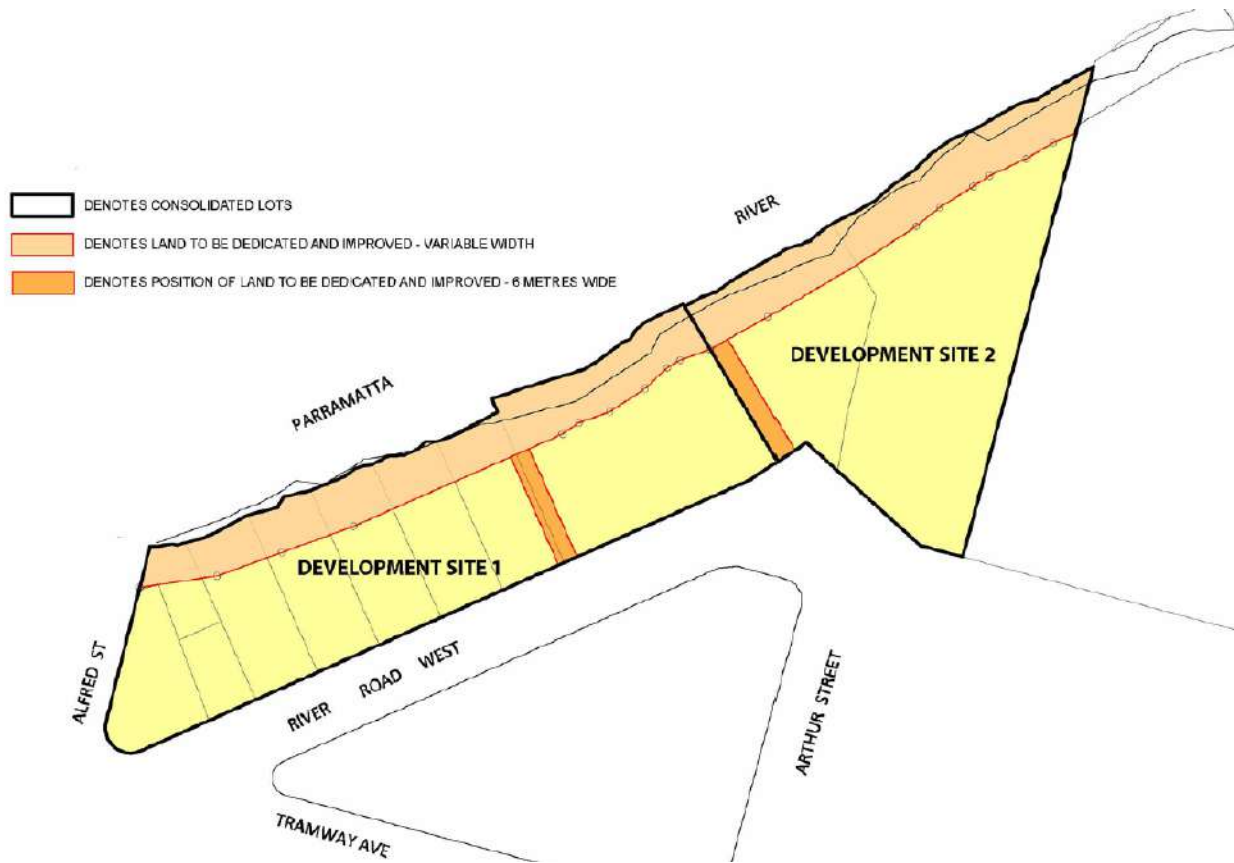 DENOTES CONSOLIDATED LOTS
DENOTES LAND TO BE DEDICATED AND IMPROVED - VARIABLE WIDTH
DENOTES POSITION OF LAND TO BE DEDICATED AND IMPROVED - 6 METRES WIDE
PARRAMATTA
RIVER
DEVELOPMENT SITE 2
DEVELOPMENT SITE 1
ALFRED ST
RIVER ROAD WEST
ARTHUR STREET
TRAMWAY AVE